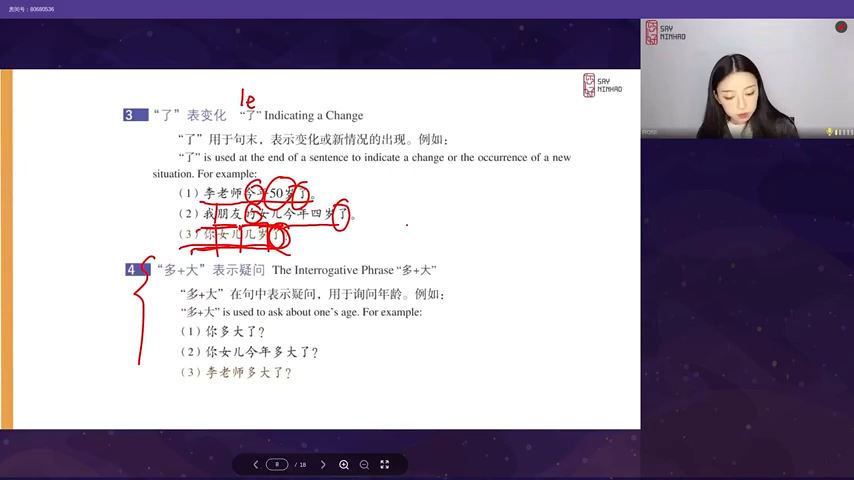 房间号: 80680536
SAY
NINHAO
SAY
NINHAO
le
3 “了”表变化 “了” Indicating a Change
“了”用于句末，表示变化或新情况的出现。例如：
“了” is used at the end of a sentence to indicate a change or the occurrence of a new
situation. For example:
(1) 李老师今年50岁了。
(2) 我朋友的女儿今年四岁了。
(3) 你女儿几岁了?
4 “多+大”表示疑问 The Interrogative Phrase “多+大”
“多+大”在句中表示疑问，用于询问年龄。例如：
“多+大” is used to ask about one's age. For example:
(1) 你多大了?
(2) 你女儿今年多大了?
(3) 李老师多大了?
8 / 18